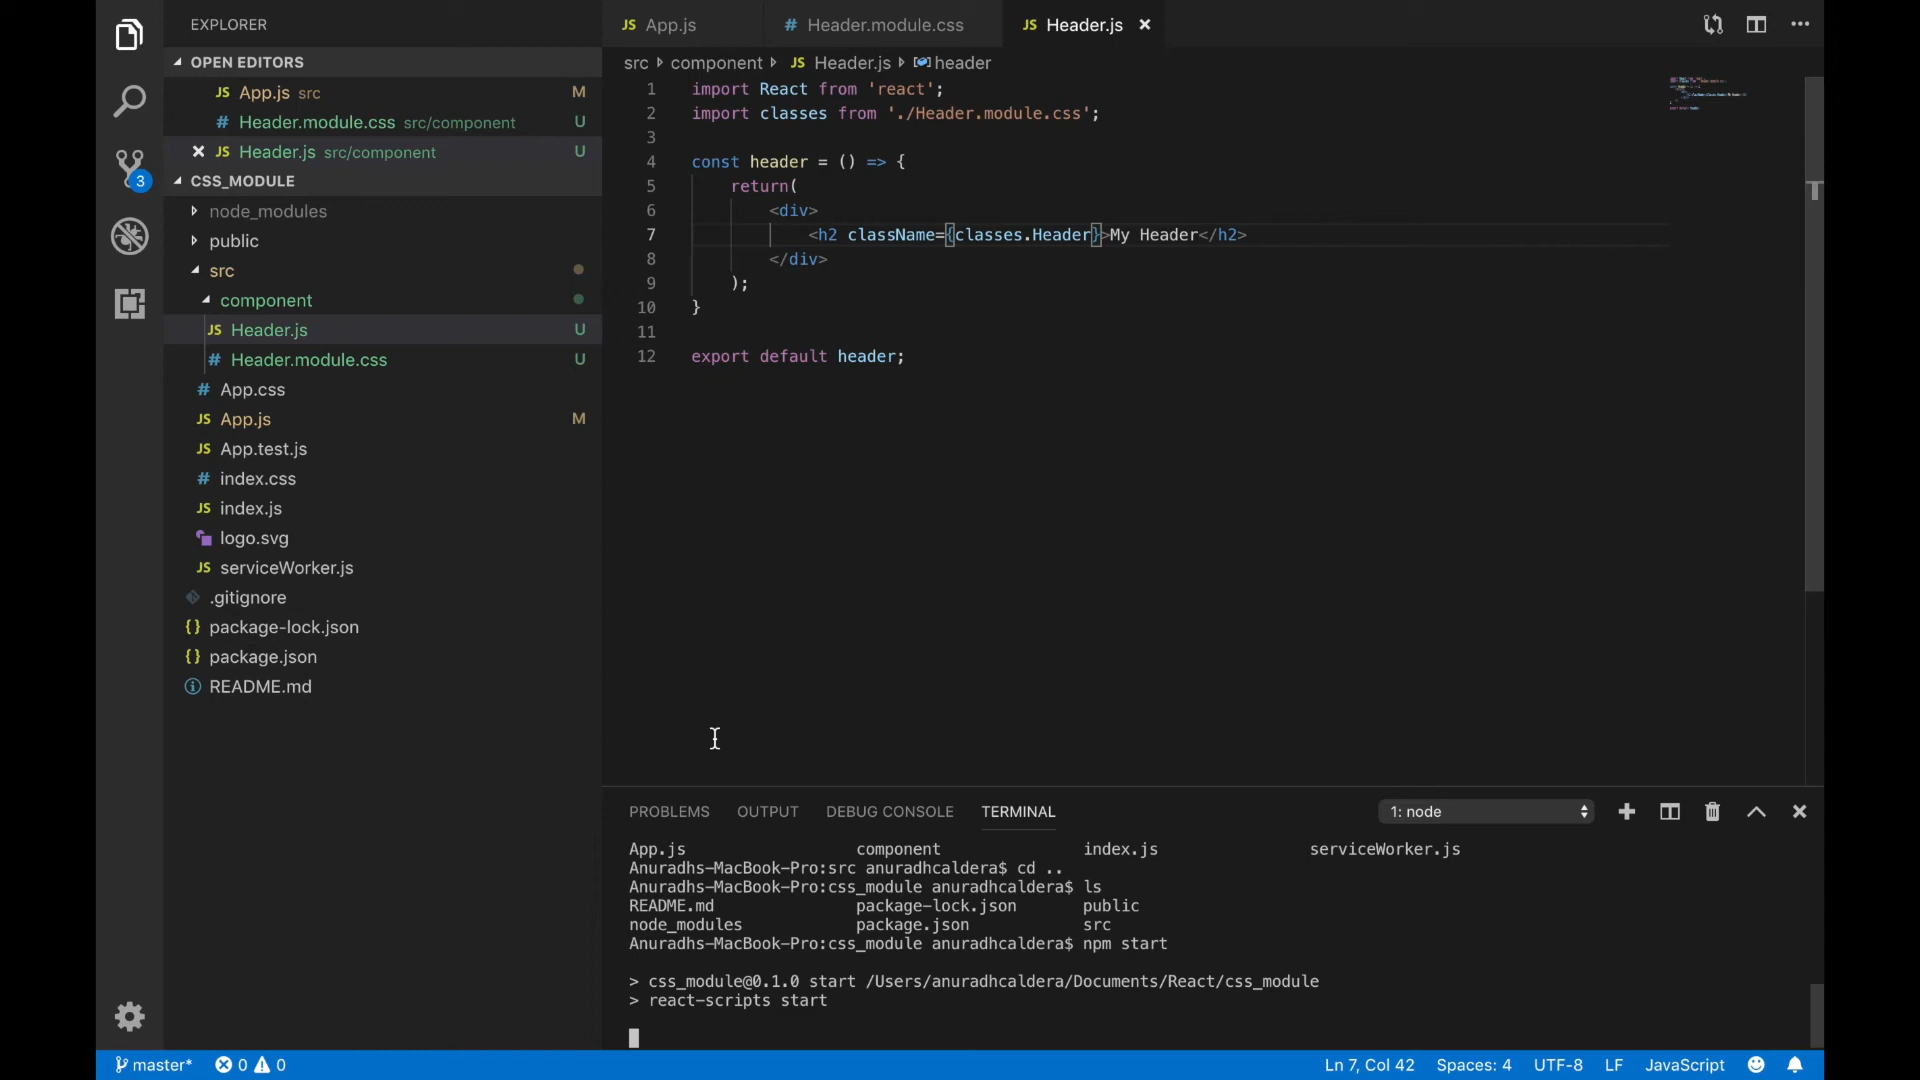 EXPLORER
OPEN EDITORS
JS App.js src M
# Header.module.css src/component U
JS Header.js src/component U
3
CSS_MODULE
node_modules
public
src
component
JS Header.js U
# Header.module.css U
# App.css
JS App.js M
JS App.test.js
# index.css
JS index.js
logo.svg
JS serviceWorker.js
.gitignore
{} package-lock.json
{} package.json
README.md
JS App.js # Header.module.css JS Header.js
src component JS Header.js header
1 import React from 'react';
2 import classes from './Header.module.css';
3
4 const header = () => {
5 return(
6 <div>
7 <h2 className={classes.Header}>My Header</h2>
8 </div>
9 );
10 }
11
12 export default header;
PROBLEMS OUTPUT DEBUG CONSOLE TERMINAL 1: node
App.js component index.js serviceWorker.js
Anuradhs-MacBook-Pro:src anuradhcaldera$ cd ..
Anuradhs-MacBook-Pro:css_module anuradhcaldera$ ls
README.md package-lock.json public
node_modules package.json src
Anuradhs-MacBook-Pro:css_module anuradhcaldera$ npm start
> css_module@0.1.0 start /Users/anuradhcaldera/Documents/React/css_module
> react-scripts start
master* 0 0 Ln 7, Col 42 Spaces: 4 UTF-8 LF JavaScript